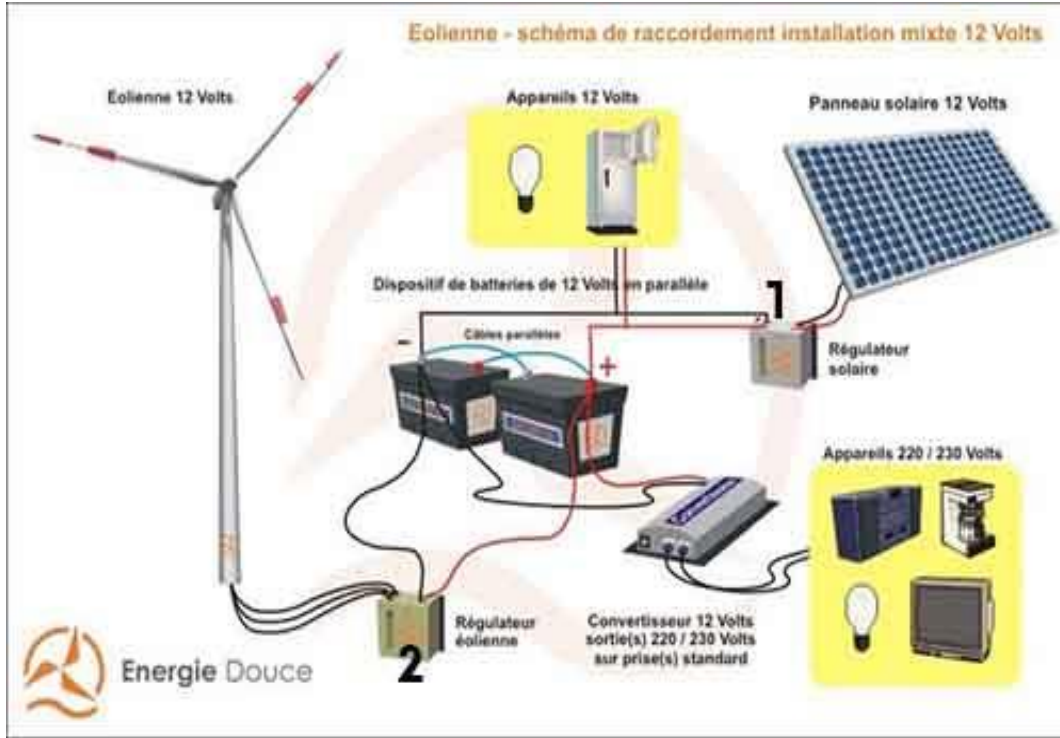 Eolienne - schéma de raccordement installation mixte 12 Volts
Eolienne 12 Volts
Appareils 12 Volts
Panneau solaire 12 Volts
Dispositif de batteries de 12 Volts en parallèle
1
Câbles parallèles
-
+
Régulateur
solaire
Appareils 220 / 230 Volts
Régulateur
éolienne
2
Convertisseur 12 Volts
sortie(s) 220 / 230 Volts
sur prise(s) standard
Energie Douce